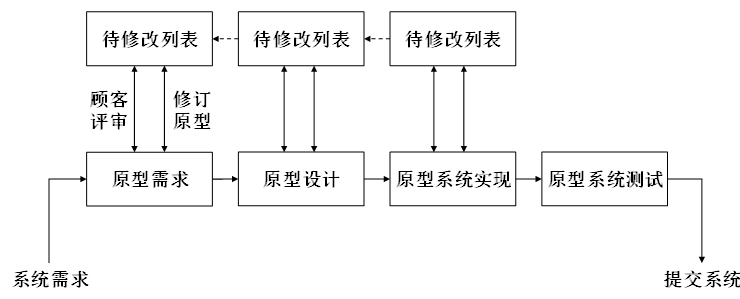 待修改列表
待修改列表
待修改列表
顾客
评审
修订
原型
原型需求
原型设计
原型系统实现
原型系统测试
系统需求
提交系统